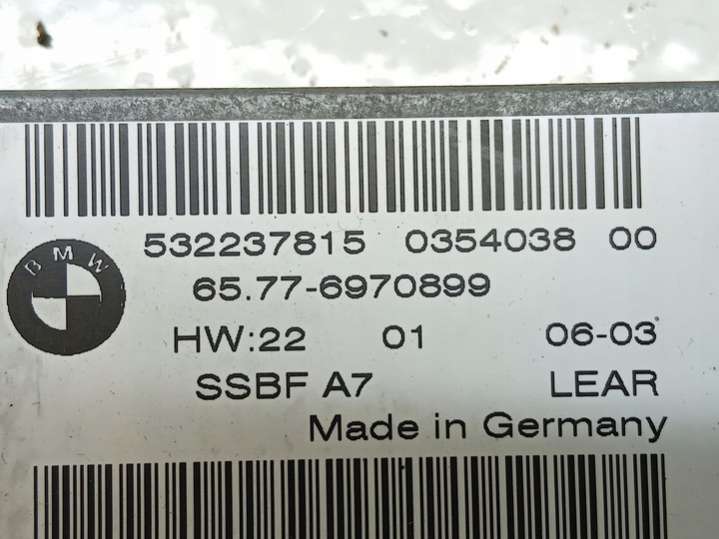 532237815 0354038 00
BMW
65.77-6970899
HW:22 01 06-03
SSBF A7 LEAR
Made in Germany